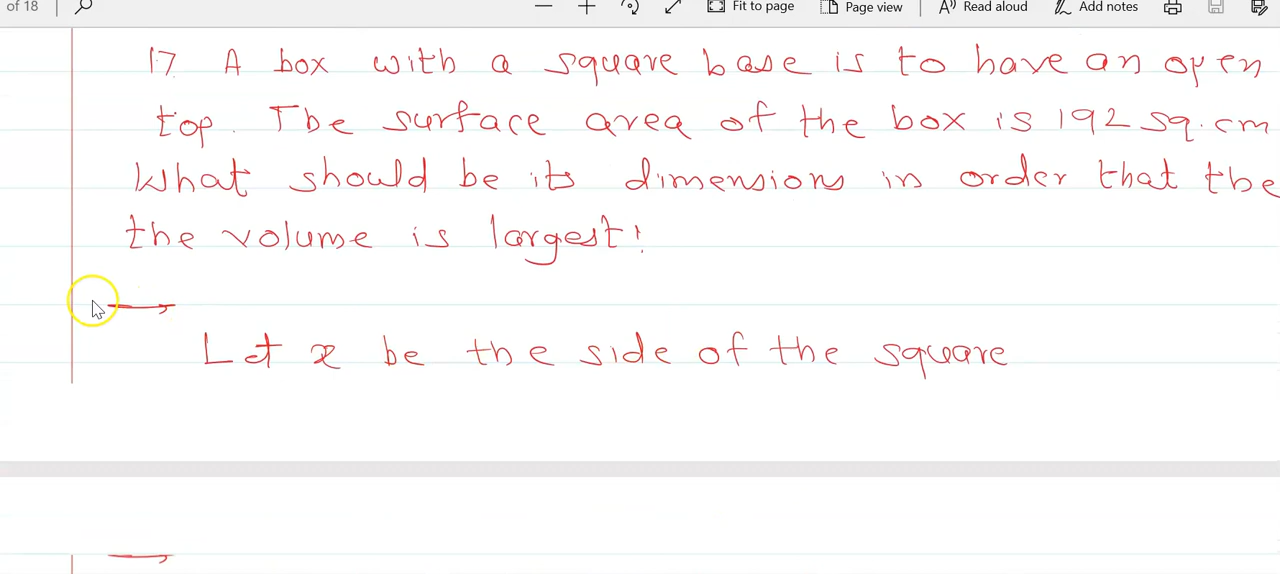 of 18
Fit to page
Page view
Read aloud
Add notes
17. A box with a square base is to have an open
top. The surface area of the box is 192 sq.cm
What should be its dimensions in order that the
the volume is largest?
Let x be the side of the square